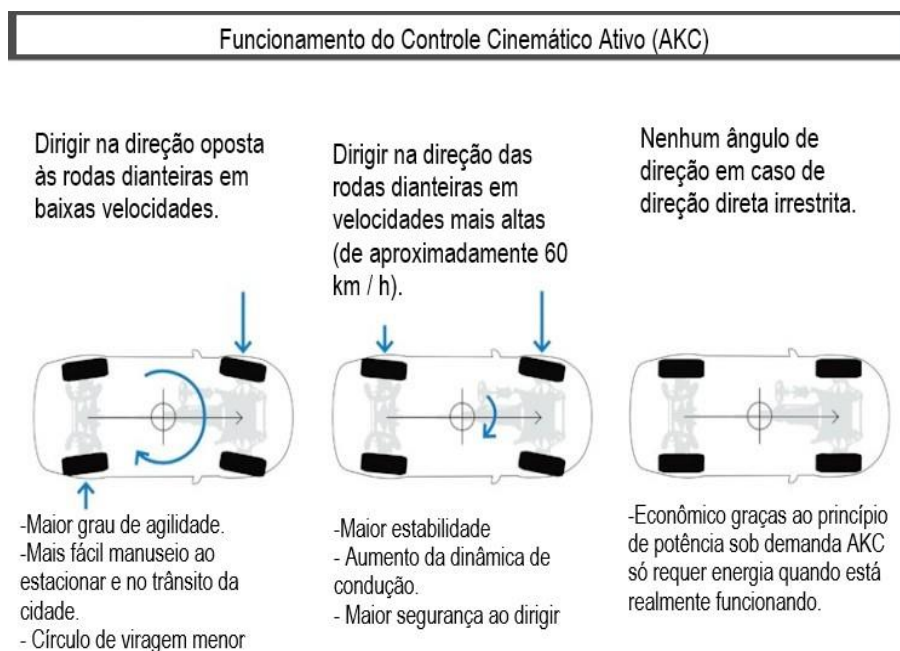 Funcionamento do Controle Cinemático Ativo (AKC)
Dirigir na direção oposta
às rodas dianteiras em
baixas velocidades.
Dirigir na direção das
rodas dianteiras em
velocidades mais altas
(de aproximadamente 60
km / h).
Nenhum ângulo de
direção em caso de
direção direta irrestrita.
-Maior grau de agilidade.
-Mais fácil manuseio ao
estacionar e no trânsito da
cidade.
- Círculo de viragem menor
-Maior estabilidade
- Aumento da dinâmica de
condução.
- Maior segurança ao dirigir
-Econômico graças ao princípio
de potência sob demanda AKC
só requer energia quando está
realmente funcionando.